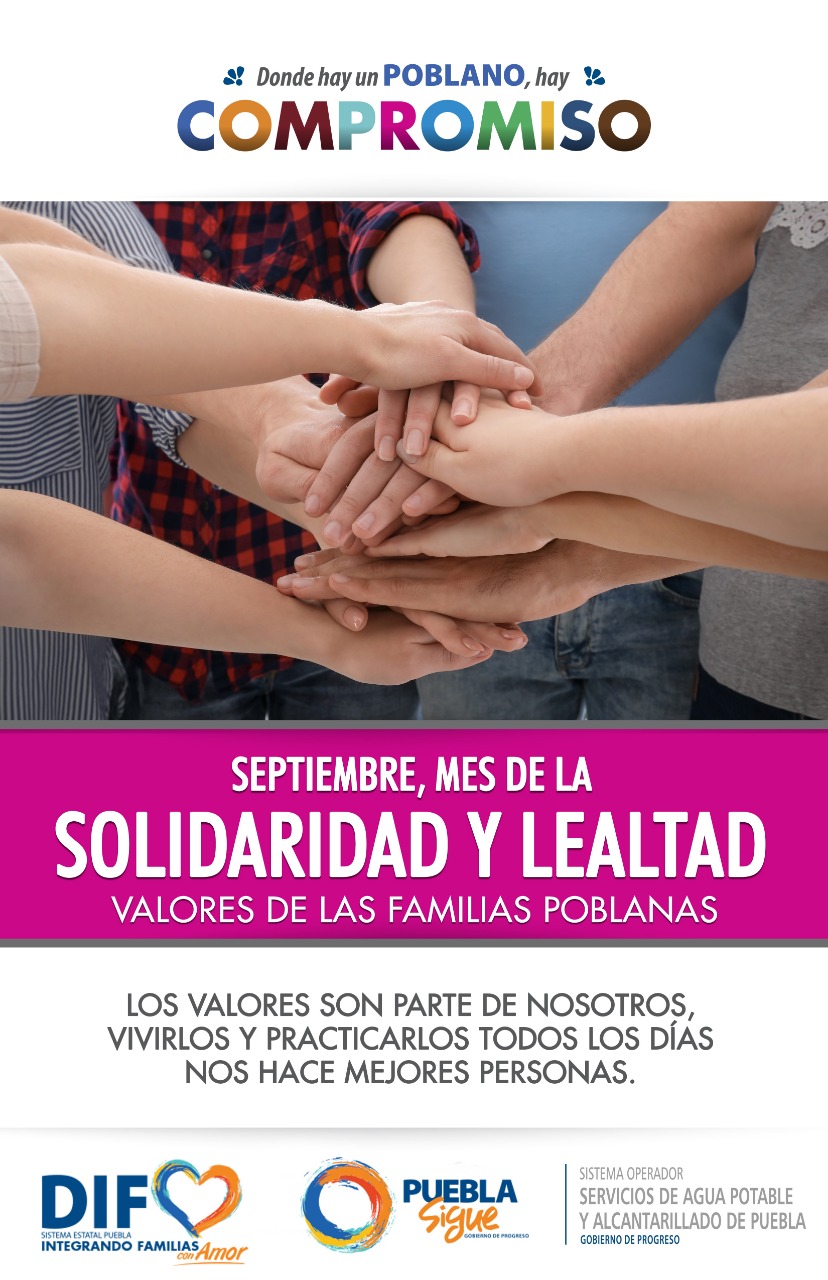 Donde hay un POBLANO, hay
COMPROMISO
SEPTIEMBRE, MES DE LA
SOLIDARIDAD Y LEALTAD
VALORES DE LAS FAMILIAS POBLANAS
LOS VALORES SON PARTE DE NOSOTROS,
VIVIRLOS Y PRACTICARLOS TODOS LOS DÍAS
NOS HACE MEJORES PERSONAS.
DIF
SISTEMA ESTATAL PUEBLA
INTEGRANDO FAMILIAS
con Amor
PUEBLA
Sigue
GOBIERNO DE PROGRESO
SISTEMA OPERADOR
SERVICIOS DE AGUA POTABLE
Y ALCANTARILLADO DE PUEBLA
GOBIERNO DE PROGRESO